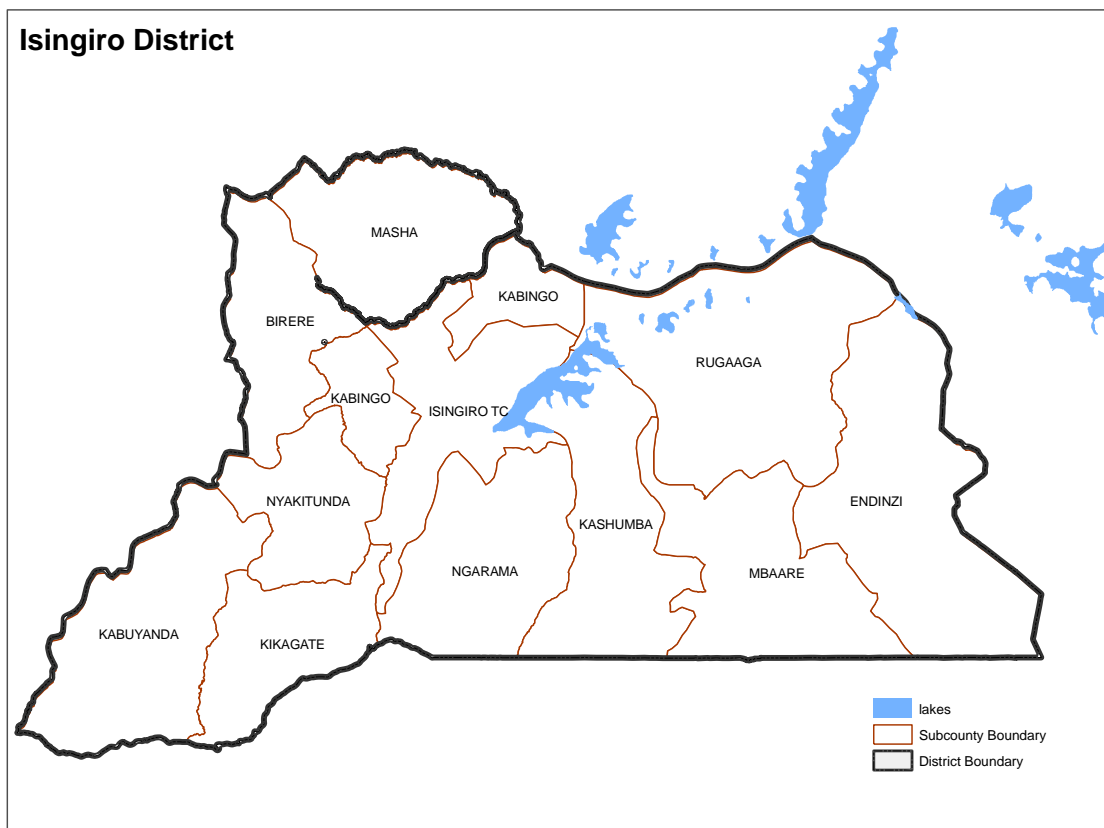 Isingiro District
MASHA
KABINGO
BIRERE
RUGAAGA
KABINGO
ISINGIRO TC
NYAKITUNDA
ENDINZI
KASHUMBA
NGARAMA
MBAARE
KABUYANDA
KIKAGATE
lakes
Subcounty Boundary
District Boundary